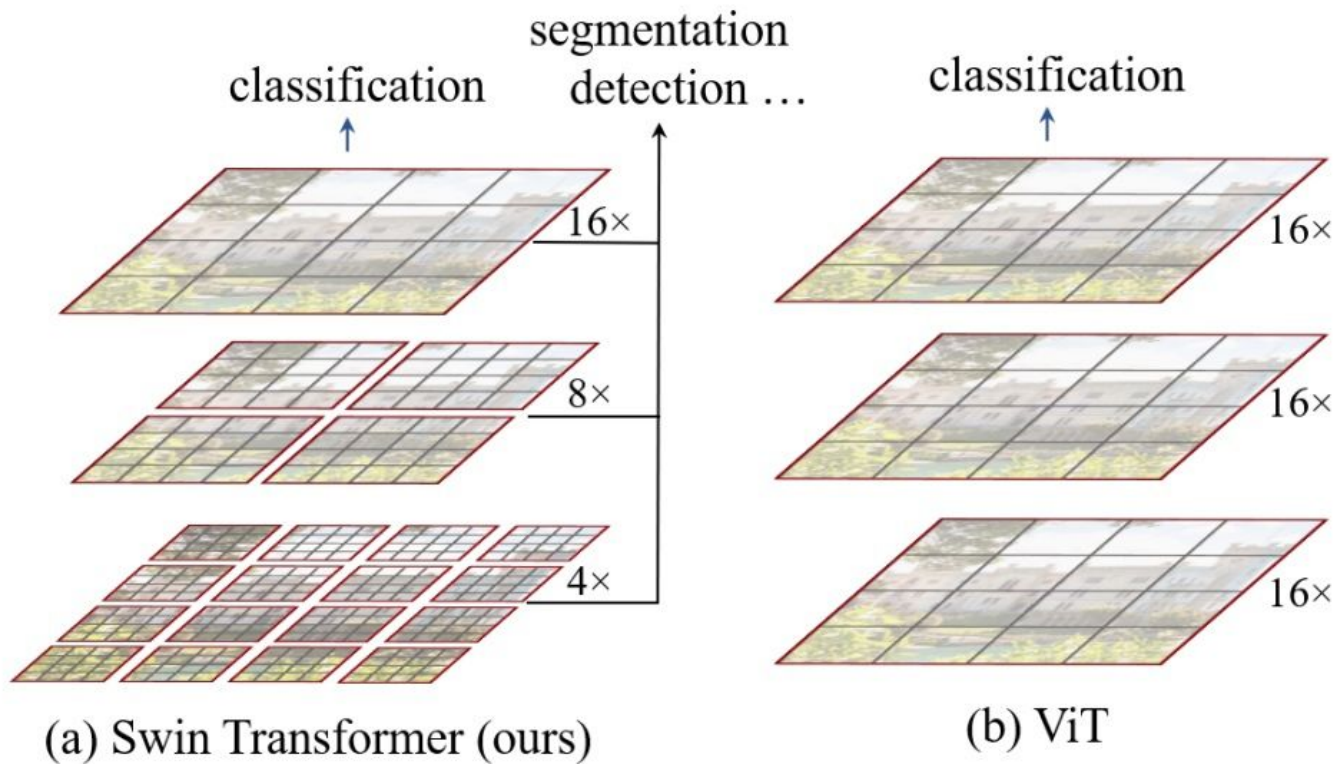 classification
segmentation
detection ...
classification
16×
8×
4×
16×
16×
16×
(a) Swin Transformer (ours)
(b) ViT